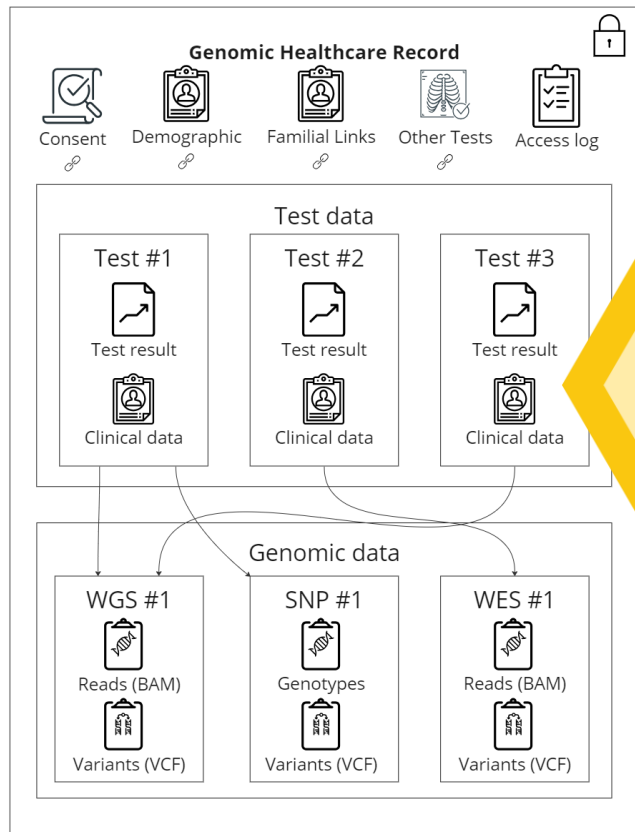 Genomic Healthcare Record
Consent Demographic Familial Links Other Tests Access log
Test data
Test #1 Test #2 Test #3
Test result Test result Test result
Clinical data Clinical data Clinical data
Genomic data
WGS #1 SNP #1 WES #1
Reads (BAM) Genotypes Reads (BAM)
Variants (VCF) Variants (VCF) Variants (VCF)